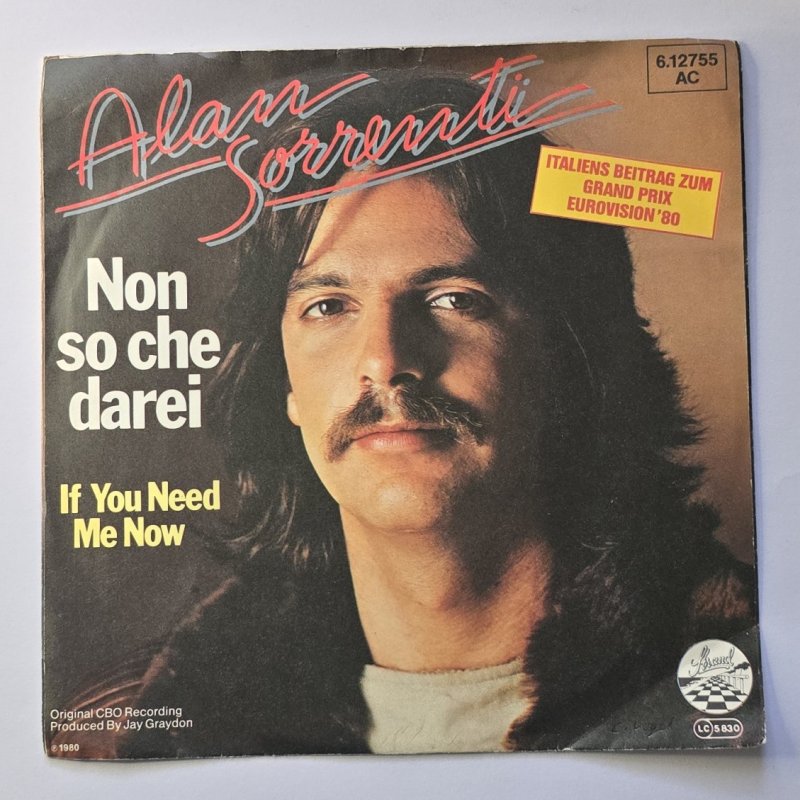 Alan
Sorrenti
6.12755
AC
ITALIENS BEITRAG ZUM
GRAND PRIX
EUROVISION '80
Non
so che
darei
If You Need
Me Now
Original CBO Recording
Produced By Jay Graydon
℗ 1980
Strand
LC 5830